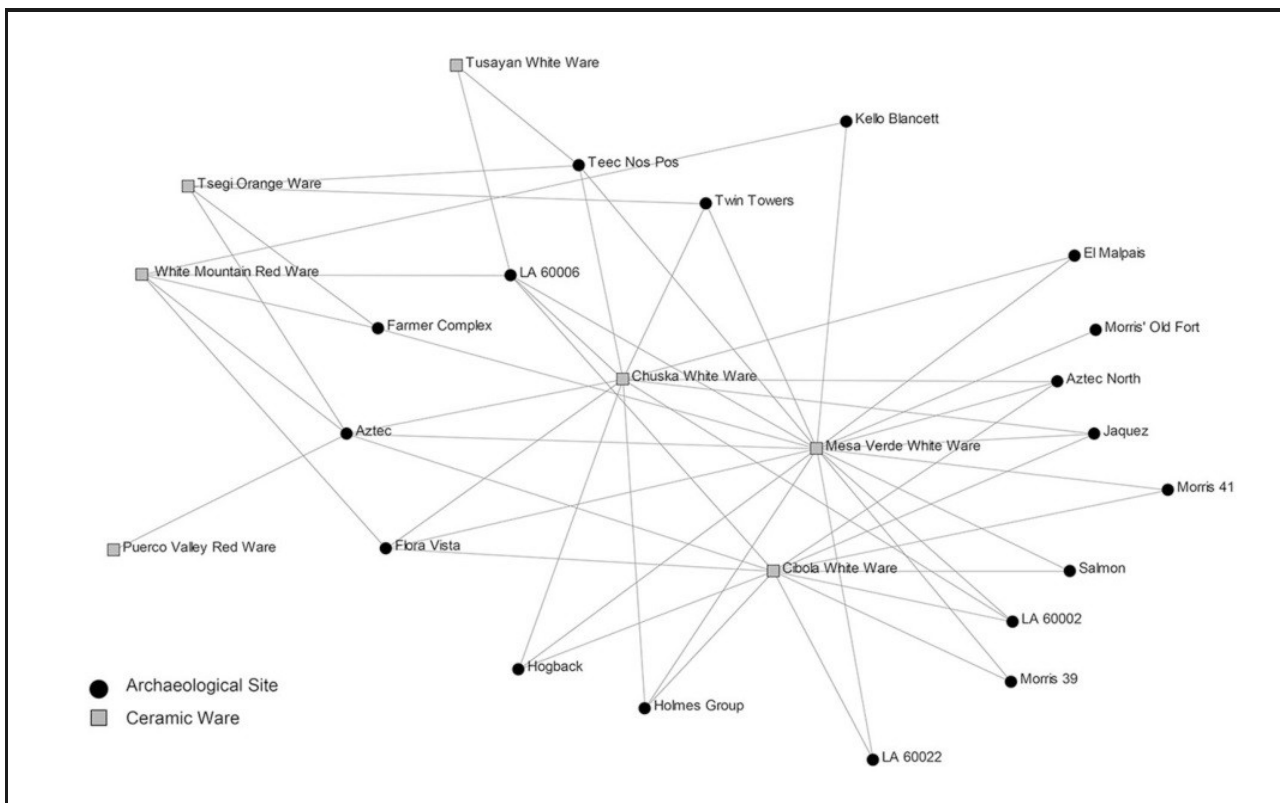 Tusayan White Ware
Kello Blancett
Teec Nos Pos
Tsegi Orange Ware
Twin Towers
El Malpais
White Mountain Red Ware
LA 60006
Farmer Complex
Morris' Old Fort
Chuska White Ware
Aztec North
Aztec
Jaquez
Mesa Verde White Ware
Morris 41
Puerco Valley Red Ware
Flora Vista
Cibola White Ware
Salmon
LA 60002
Hogback
Morris 39
Archaeological Site
Holmes Group
Ceramic Ware
LA 60022